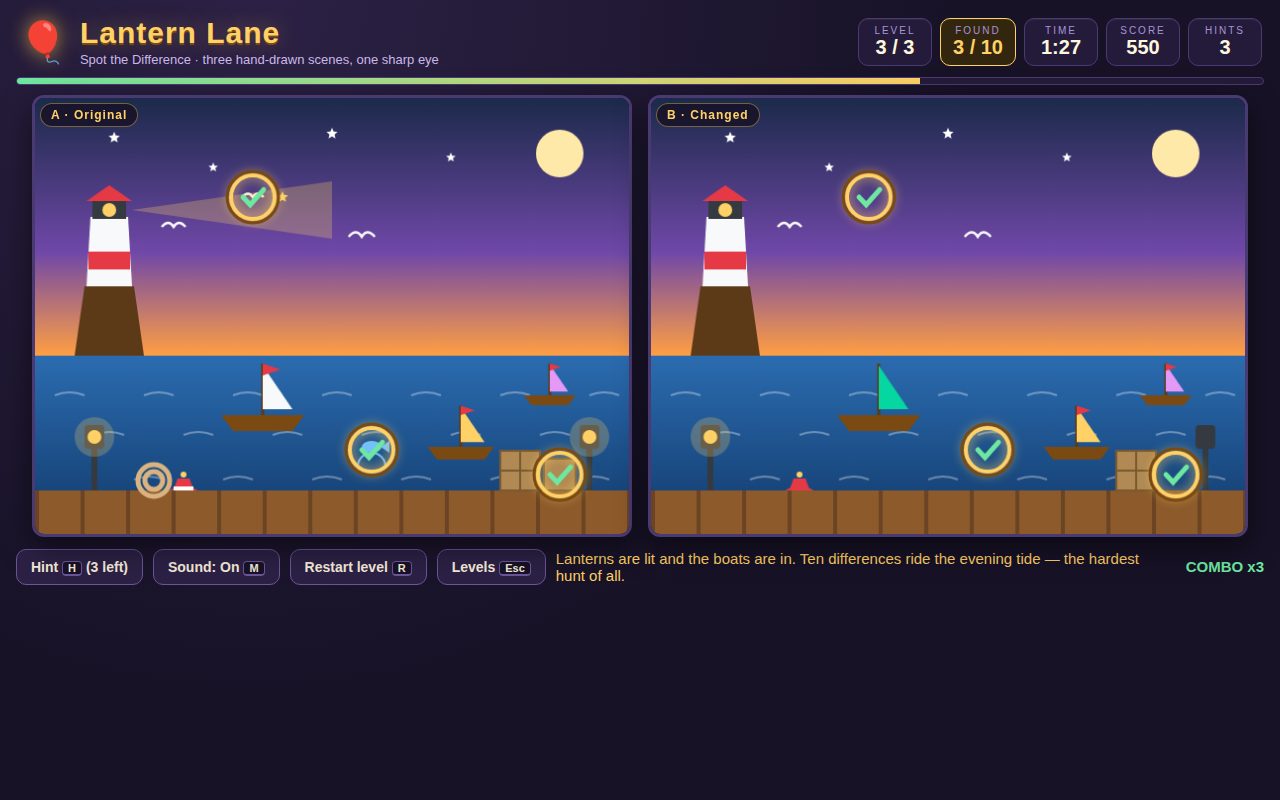 Lantern Lane
Spot the Difference · three hand-drawn scenes, one sharp eye
LEVEL
3 / 3
FOUND
3 / 10
TIME
1:27
SCORE
550
HINTS
3
A · Original
B · Changed
Hint H (3 left)
Sound: On M
Restart level R
Levels Esc
Lanterns are lit and the boats are in. Ten differences ride the evening tide — the hardest
hunt of all.
COMBO x3